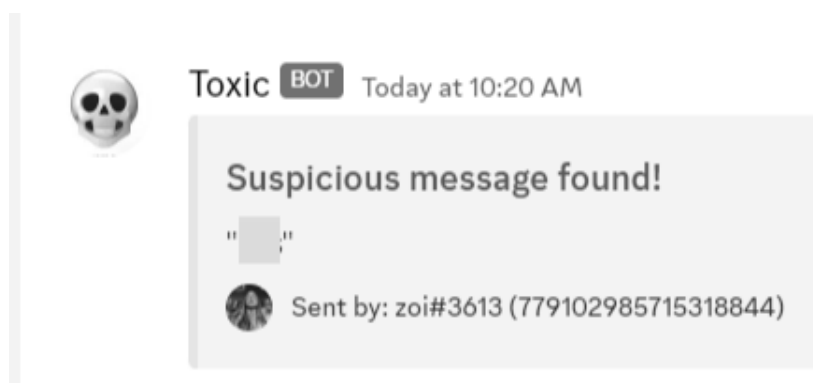 Toxic BOT Today at 10:20 AM
Suspicious message found!
" "
Sent by: zoi#3613 (779102985715318844)